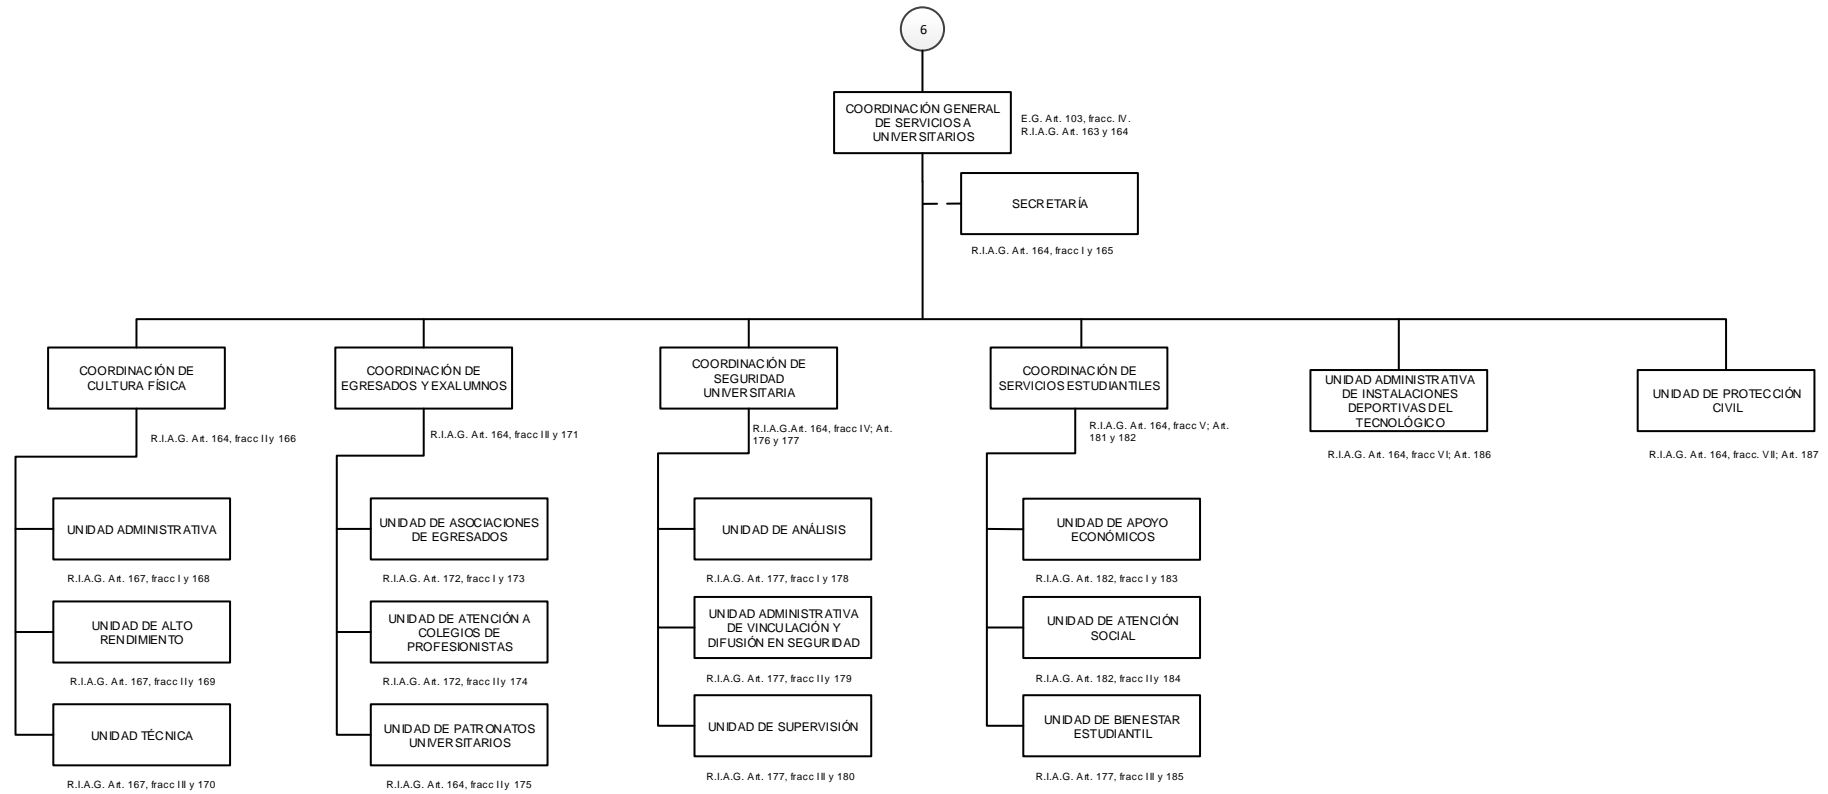 6
COORDINACIÓN GENERAL
DE SERVICIOS A
UNIVERSITARIOS
E.G. Art. 103, fracc. IV.
R.I.A.G. Art. 163 y 164
SECRETARÍA
R.I.A.G. Art. 164, fracc I y 165
COORDINACIÓN DE
CULTURA FÍSICA
R.I.A.G. Art. 164, fracc II y 166
UNIDAD ADMINISTRATIVA
R.I.A.G. Art. 167, fracc I y 168
UNIDAD DE ALTO
RENDIMIENTO
R.I.A.G. Art. 167, fracc II y 169
UNIDAD TÉCNICA
R.I.A.G. Art. 167, fracc III y 170
COORDINACIÓN DE
EGRESADOS Y EXALUMNOS
R.I.A.G. Art. 164, fracc III y 171
UNIDAD DE ASOCIACIONES
DE EGRESADOS
R.I.A.G. Art. 172, fracc I y 173
UNIDAD DE ATENCIÓN A
COLEGIOS DE
PROFESIONISTAS
R.I.A.G. Art. 172, fracc II y 174
UNIDAD DE PATRONATOS
UNIVERSITARIOS
R.I.A.G. Art. 164, fracc II y 175
COORDINACIÓN DE
SEGURIDAD
UNIVERSITARIA
R.I.A.G.Art. 164, fracc IV; Art.
176 y 177
UNIDAD DE ANÁLISIS
R.I.A.G. Art. 177, fracc I y 178
UNIDAD ADMINISTRATIVA
DE VINCULACIÓN Y
DIFUSIÓN EN SEGURIDAD
R.I.A.G. Art. 177, fracc II y 179
UNIDAD DE SUPERVISIÓN
R.I.A.G. Art. 177, fracc III y 180
COORDINACIÓN DE
SERVICIOS ESTUDIANTILES
R.I.A.G. Art. 164, fracc V; Art.
181 y 182
UNIDAD DE APOYO
ECONÓMICOS
R.I.A.G. Art. 182, fracc I y 183
UNIDAD DE ATENCIÓN
SOCIAL
R.I.A.G. Art. 182, fracc II y 184
UNIDAD DE BIENESTAR
ESTUDIANTIL
R.I.A.G. Art. 177, fracc III y 185
UNIDAD ADMINISTRATIVA
DE INSTALACIONES
DEPORTIVAS DEL
TECNOLÓGICO
R.I.A.G. Art. 164, fracc VI; Art. 186
UNIDAD DE PROTECCIÓN
CIVIL
R.I.A.G. Art. 164, fracc. VII; Art. 187